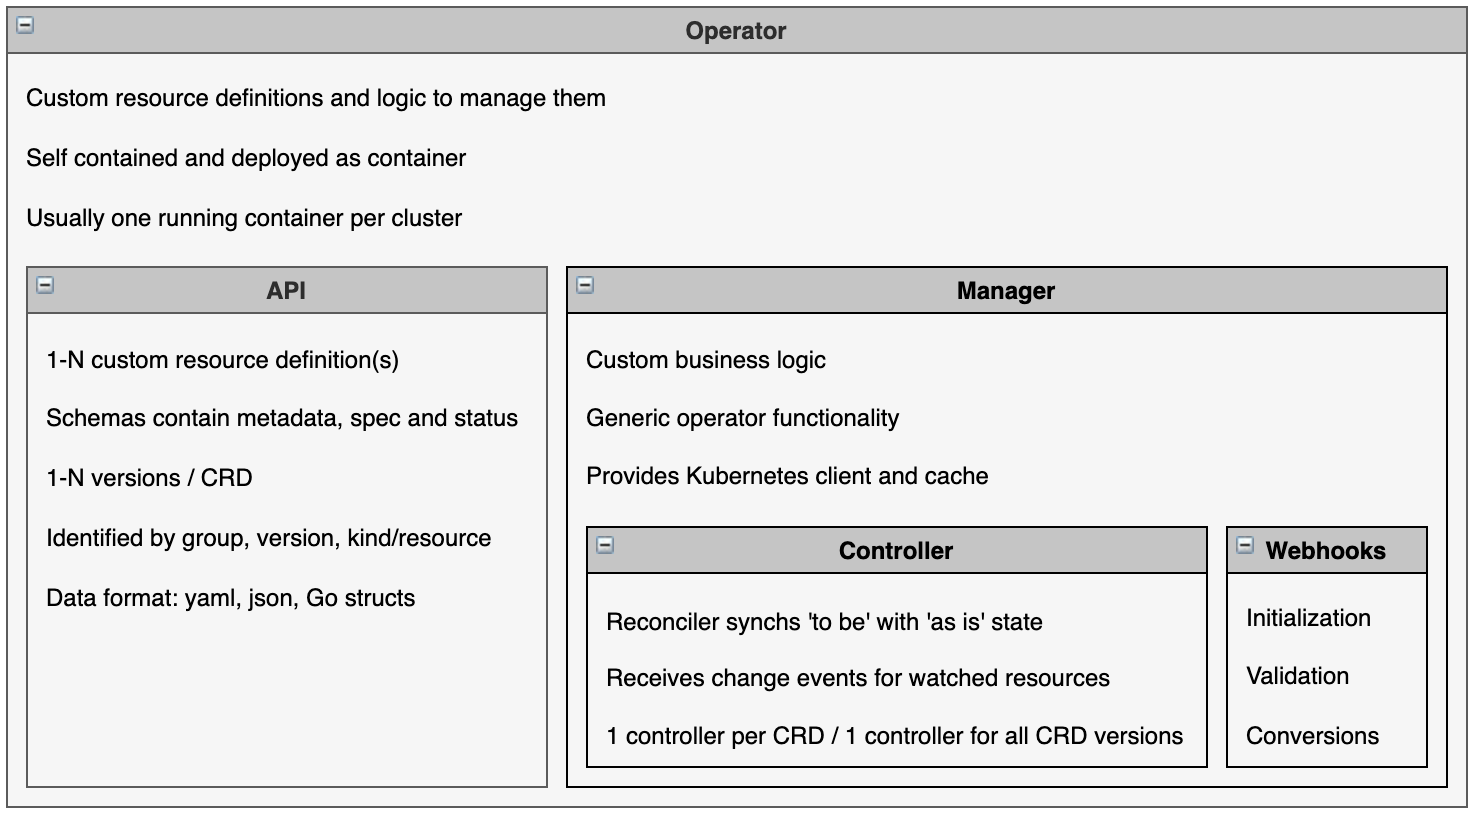 Operator
Custom resource definitions and logic to manage them
Self contained and deployed as container
Usually one running container per cluster
API
1-N custom resource definition(s)
Schemas contain metadata, spec and status
1-N versions / CRD
Identified by group, version, kind/resource
Data format: yaml, json, Go structs
Manager
Custom business logic
Generic operator functionality
Provides Kubernetes client and cache
Controller
Reconciler synchs 'to be' with 'as is' state
Receives change events for watched resources
1 controller per CRD / 1 controller for all CRD versions
Webhooks
Initialization
Validation
Conversions